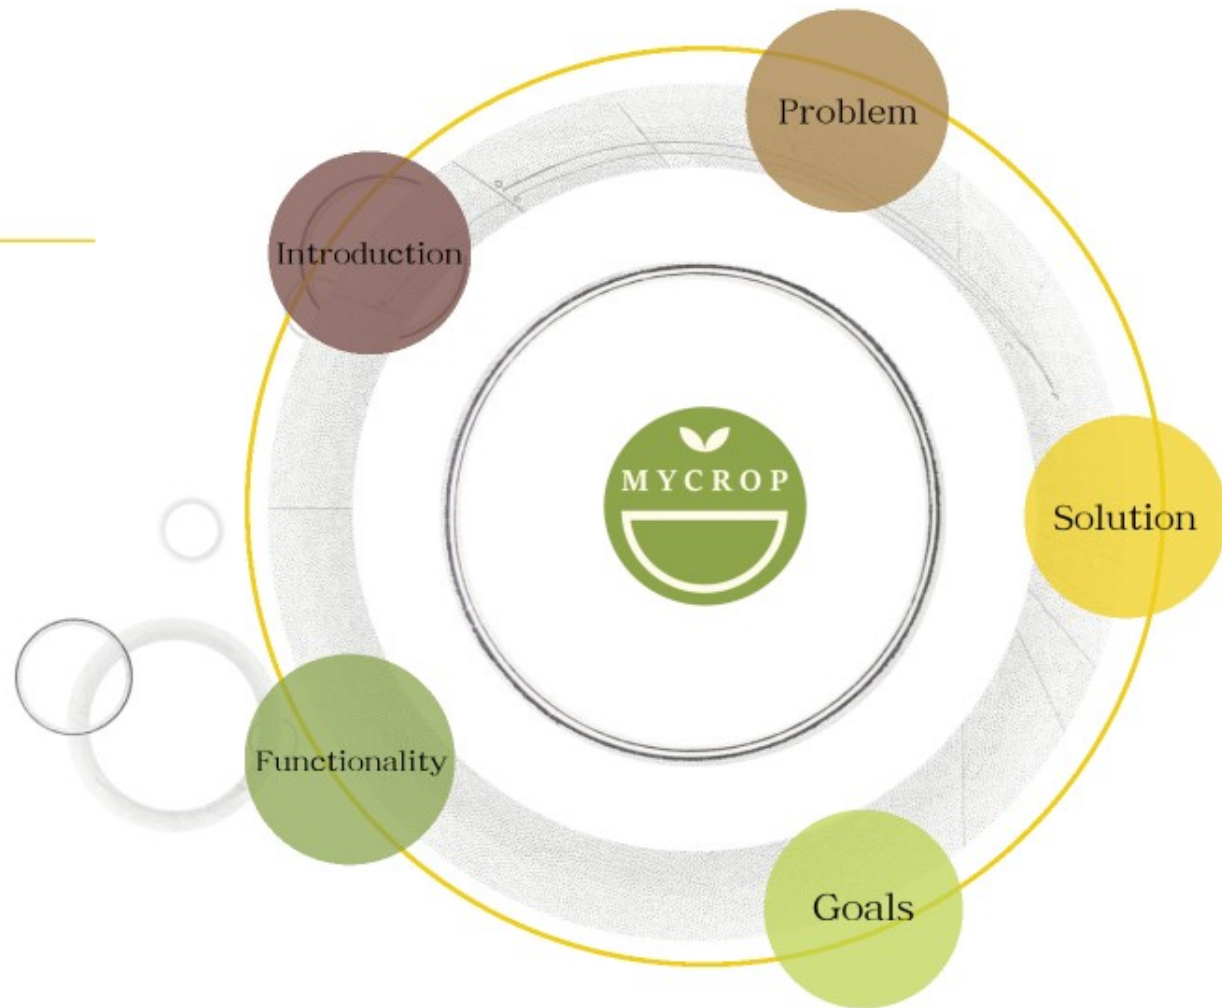 Problem
Introduction
MYCROP
Solution
Functionality
Goals